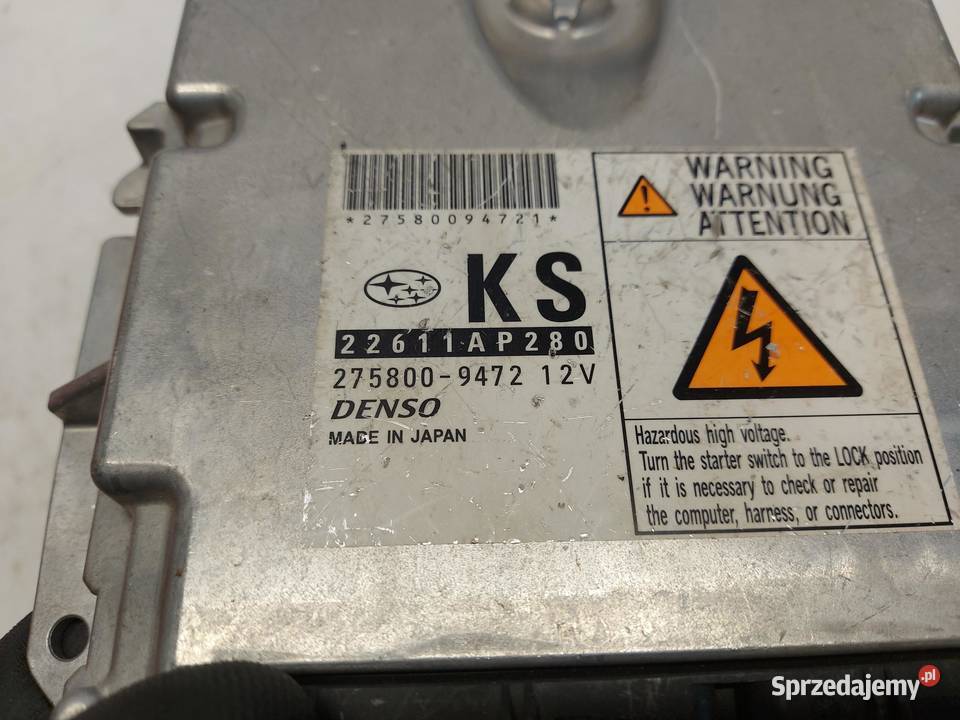 *27580094721*
KS
22611AP280
275800-9472 12V
DENSO
MADE IN JAPAN
WARNING
WARNUNG
ATTENTION
Hazardous high voltage.
Turn the starter switch to the LOCK position
if it is necessary to check or repair
the computer, harness, or connectors.
Sprzedajemy.pl